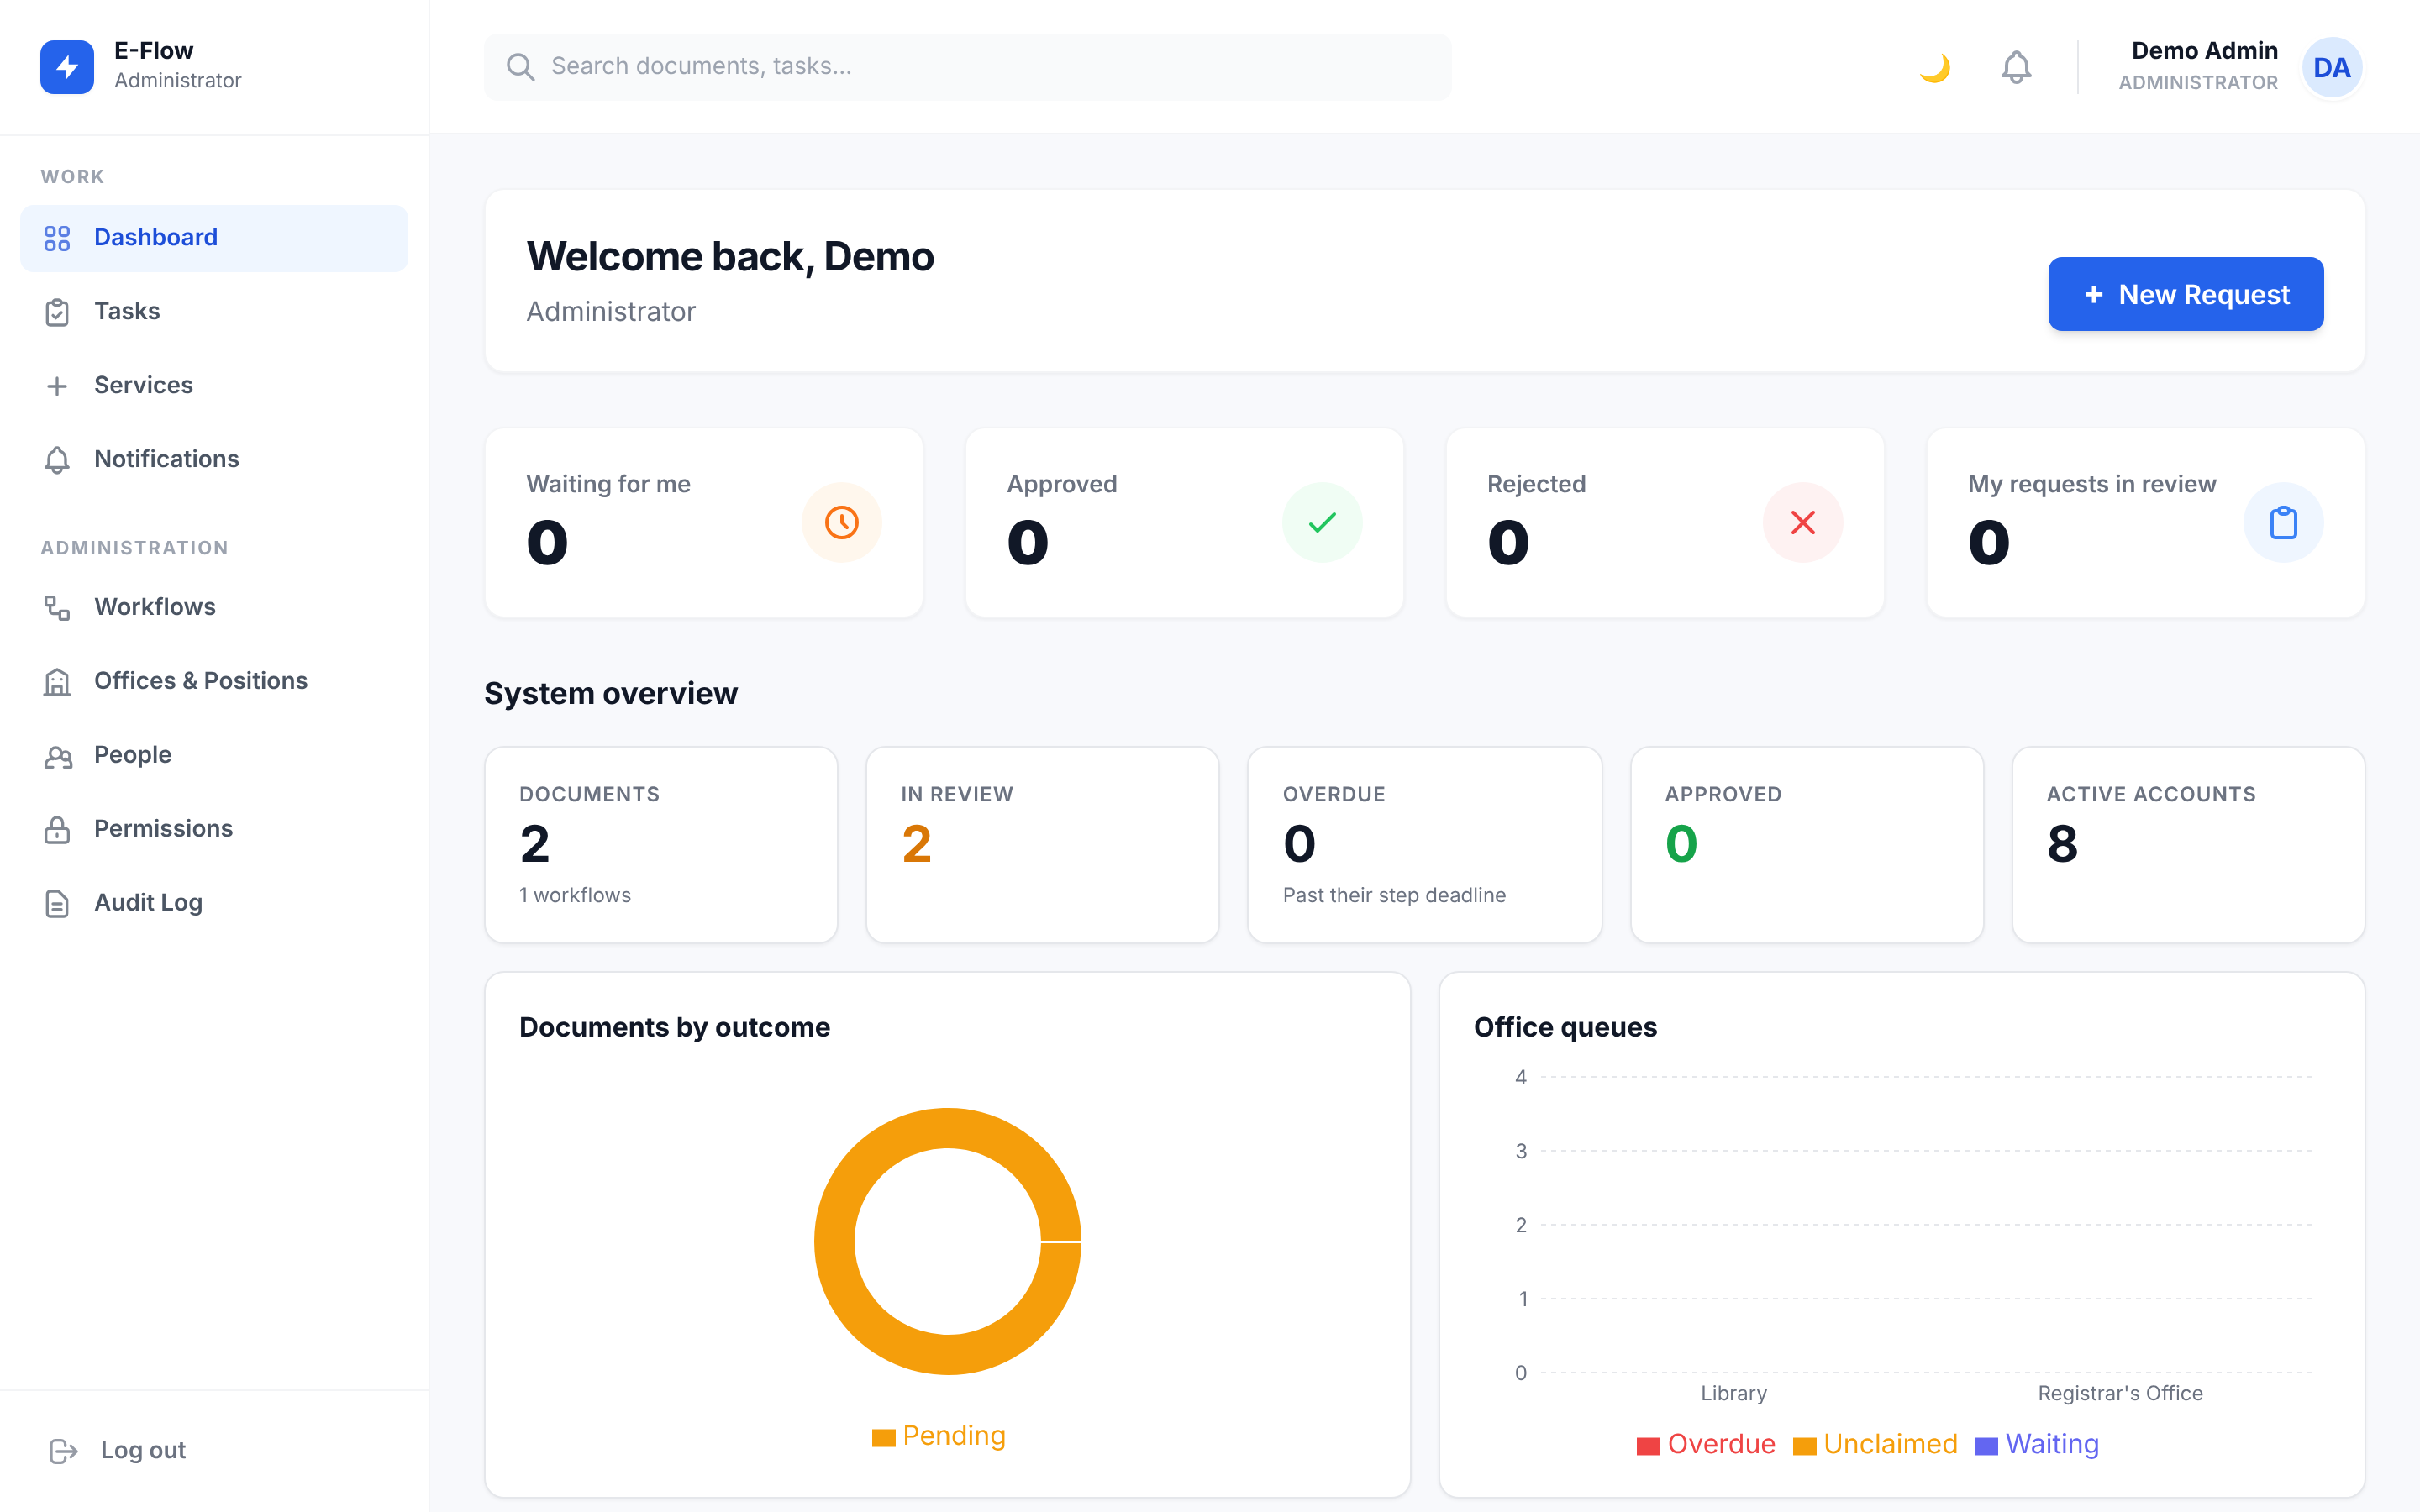 E-Flow
Administrator
Search documents, tasks...
Demo Admin
ADMINISTRATOR
DA
WORK
Dashboard
Tasks
Services
Notifications
ADMINISTRATION
Workflows
Offices & Positions
People
Permissions
Audit Log
Log out
Welcome back, Demo
Administrator
+ New Request
Waiting for me
0
Approved
0
Rejected
0
My requests in review
0
System overview
DOCUMENTS
2
1 workflows
IN REVIEW
2
OVERDUE
0
Past their step deadline
APPROVED
0
ACTIVE ACCOUNTS
8
Documents by outcome
Pending
Office queues
4
3
2
1
0
Library
Registrar's Office
Overdue
Unclaimed
Waiting